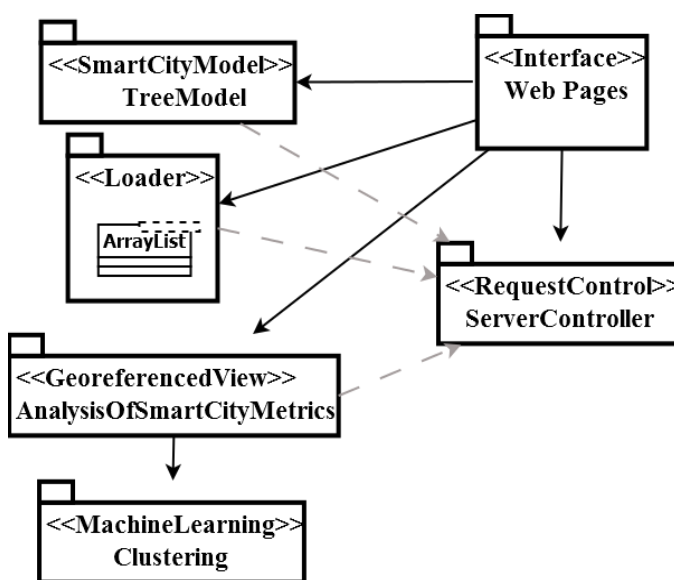 <<SmartCityModel>>
TreeModel
<<Interface>>
Web Pages
<<Loader>>
ArrayList
<<RequestControl>>
ServerController
<<GeoreferencedView>>
AnalysisOfSmartCityMetrics
<<MachineLearning>>
Clustering